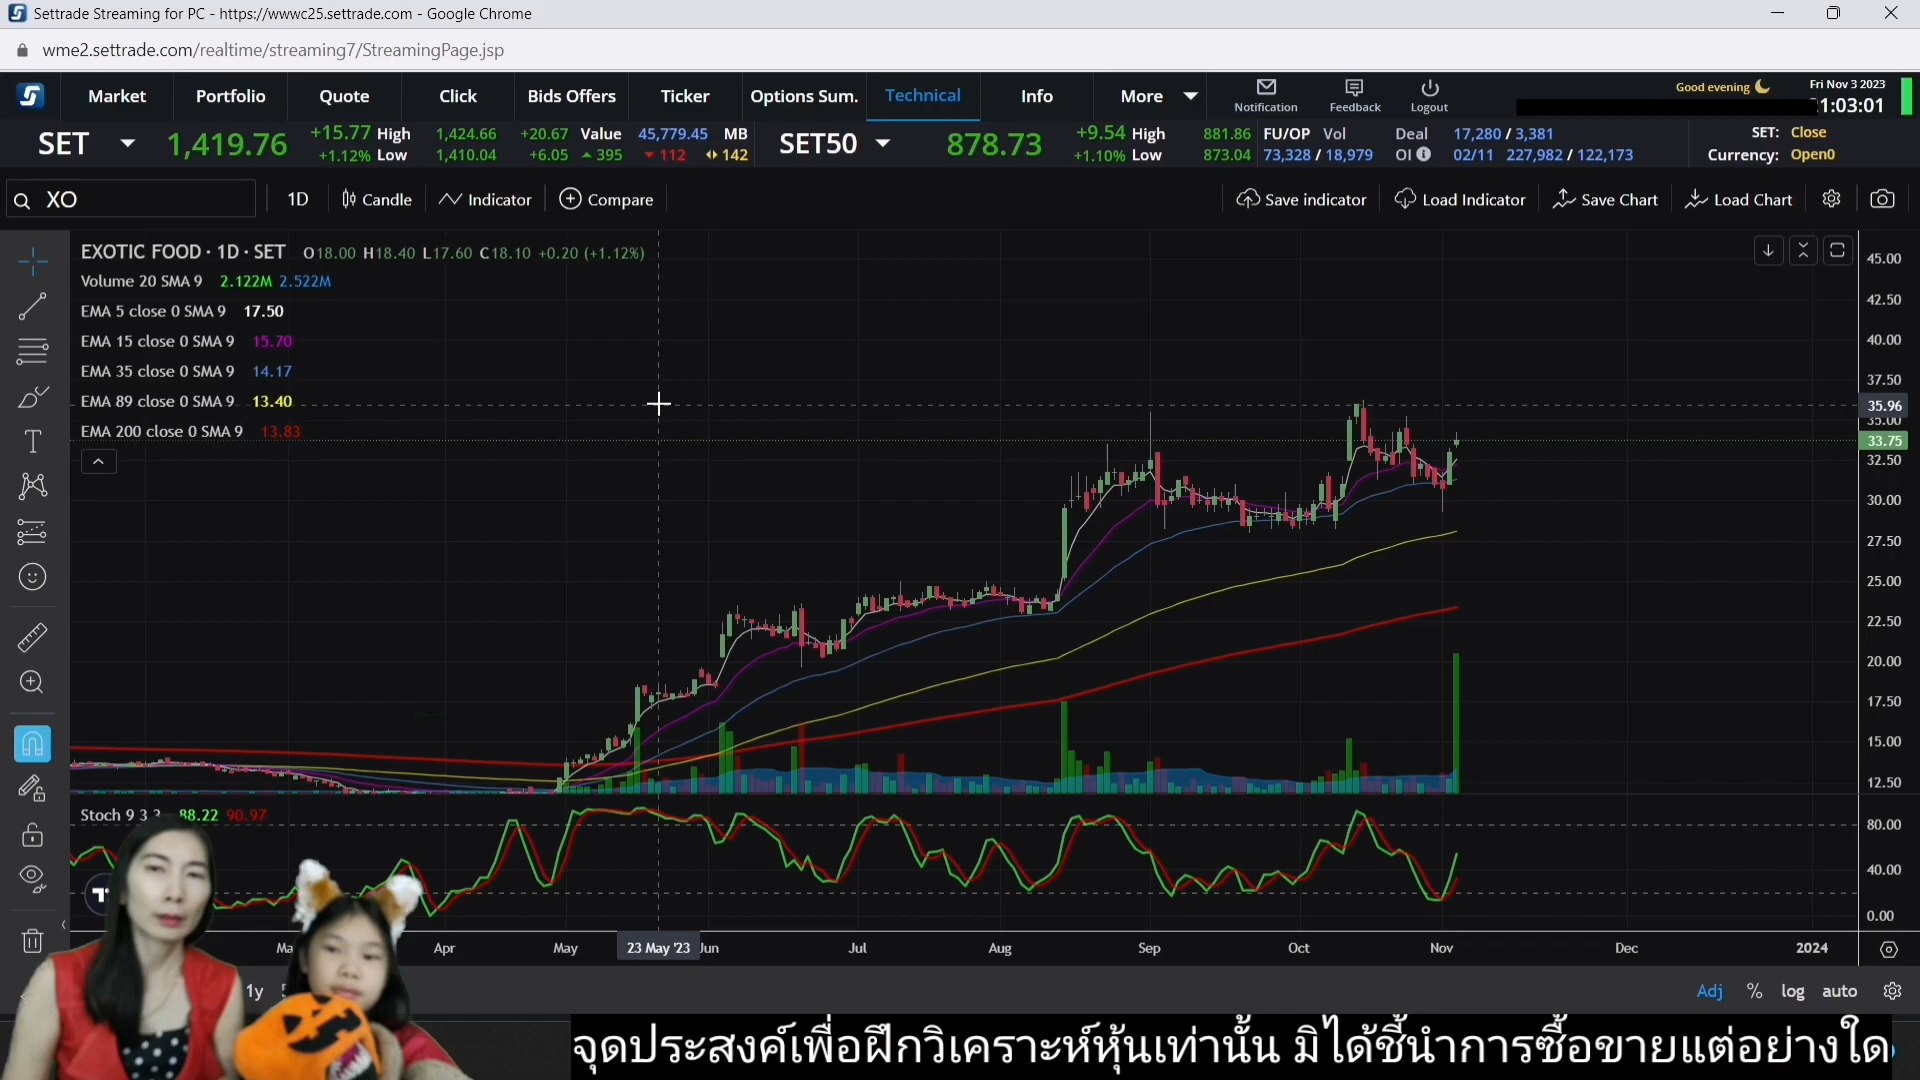 Settrade Streaming for PC - https://wwwc25.settrade.com - Google Chrome
wme2.settrade.com/realtime/streaming7/StreamingPage.jsp
Market Portfolio Quote Click Bids Offers Ticker Options Sum. Technical Info More Notification Feedback Logout Good evening Fri Nov 3 2023
1:03:01
SET 1,419.76 +15.77 High 1,424.66 +20.67 Value 45,779.45 MB SET50 878.73 +9.54 High 881.86 FU/OP Vol Deal 17,280 / 3,381 SET: Close
+1.12% Low 1,410.04 +6.05 395 112 142 +1.10% Low 873.04 73,328 / 18,979 OI 02/11 227,982 / 122,173 Currency: Open0
XO 1D Candle Indicator Compare Save indicator Load Indicator Save Chart Load Chart
EXOTIC FOOD · 1D · SET O18.00 H18.40 L17.60 C18.10 +0.20 (+1.12%)
Volume 20 SMA 9 2.122M 2.522M
EMA 5 close 0 SMA 9 17.50
EMA 15 close 0 SMA 9 15.70
EMA 35 close 0 SMA 9 14.17
EMA 89 close 0 SMA 9 13.40
EMA 200 close 0 SMA 9 13.83
45.00
42.50
40.00
37.50
35.96
35.00
33.75
32.50
30.00
27.50
25.00
22.50
20.00
17.50
15.00
12.50
Stoch 9 3 3 88.22 90.97
80.00
40.00
0.00
Apr May 23 May '23 Jun Jul Aug Sep Oct Nov Dec 2024
1y Adj % log auto
จุดประสงค์เพื่อฝึกวิเคราะห์หุ้นเท่านั้น มิได้ชี้นำการซื้อขายแต่อย่างใด